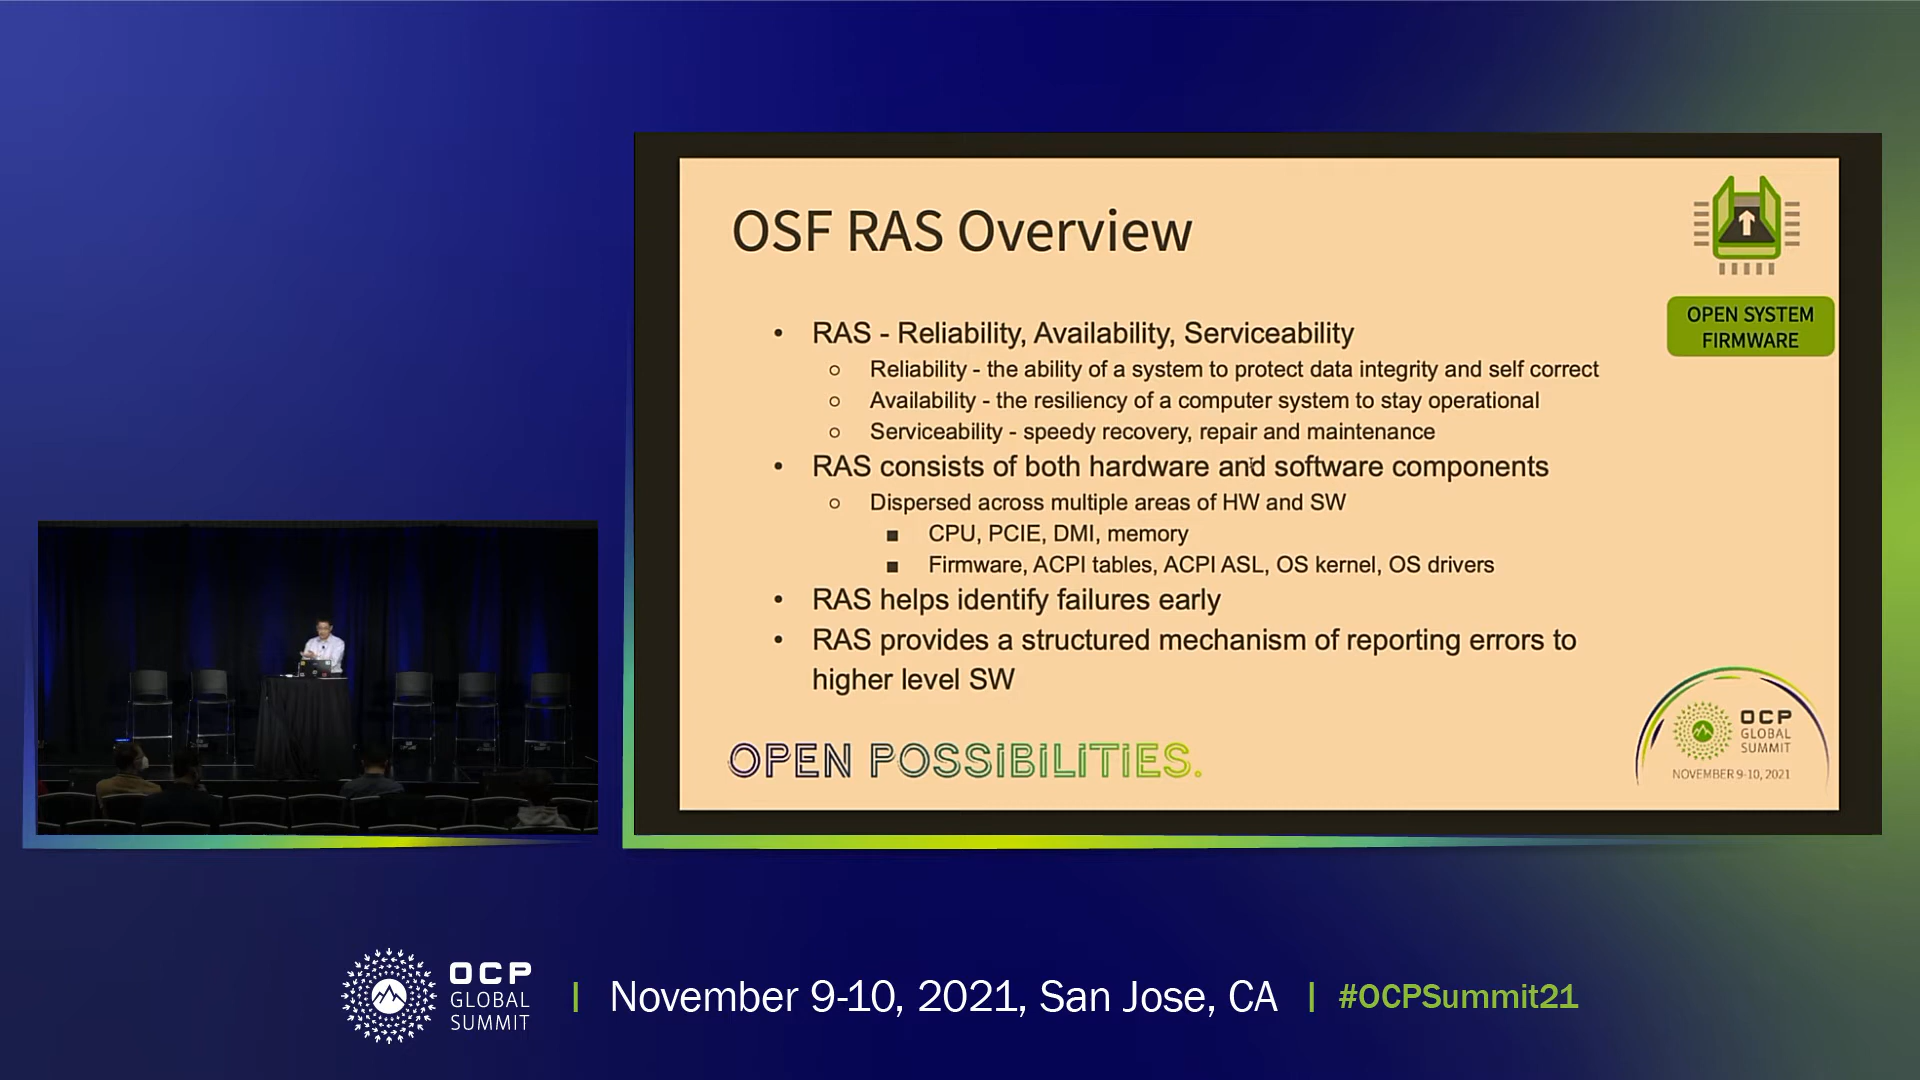 OSF RAS Overview
OPEN SYSTEM
FIRMWARE
• RAS - Reliability, Availability, Serviceability
○ Reliability - the ability of a system to protect data integrity and self correct
○ Availability - the resiliency of a computer system to stay operational
○ Serviceability - speedy recovery, repair and maintenance
• RAS consists of both hardware and software components
○ Dispersed across multiple areas of HW and SW
■ CPU, PCIE, DMI, memory
■ Firmware, ACPI tables, ACPI ASL, OS kernel, OS drivers
• RAS helps identify failures early
• RAS provides a structured mechanism of reporting errors to
higher level SW
OPEN POSSIBILITIES.
OCP
GLOBAL
SUMMIT
NOVEMBER 9-10, 2021
OCP
GLOBAL
SUMMIT
| November 9-10, 2021, San Jose, CA | #OCPSummit21